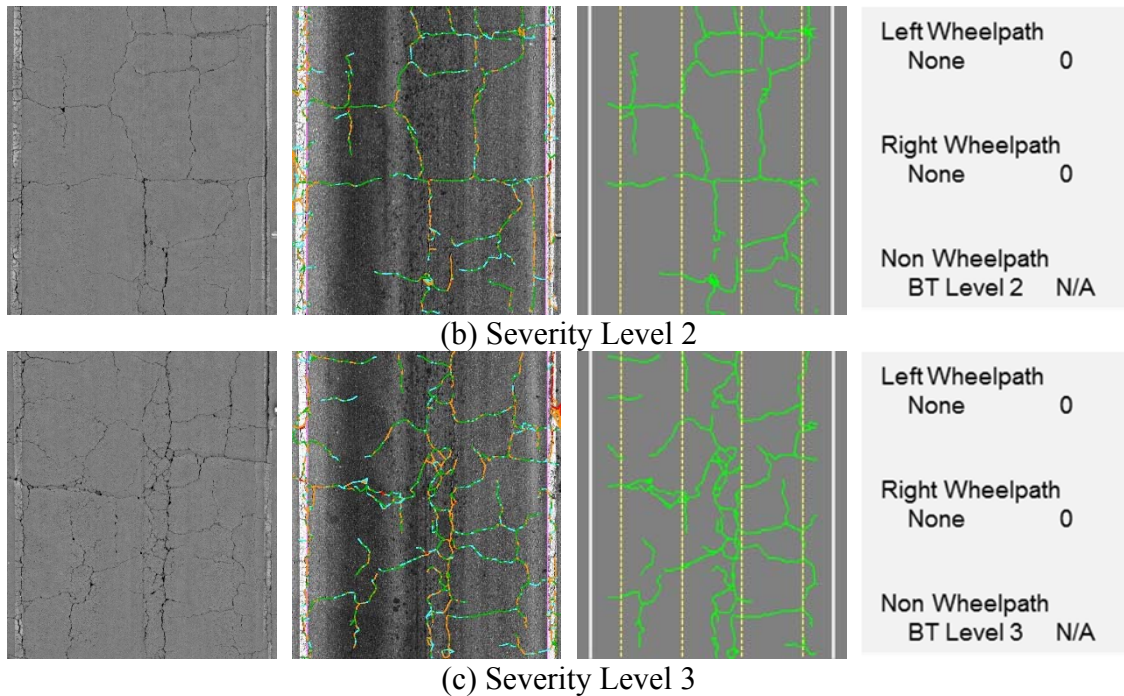 Left Wheelpath
None 0
Right Wheelpath
None 0
Non Wheelpath
BT Level 2 N/A
(b) Severity Level 2
Left Wheelpath
None 0
Right Wheelpath
None 0
Non Wheelpath
BT Level 3 N/A
(c) Severity Level 3